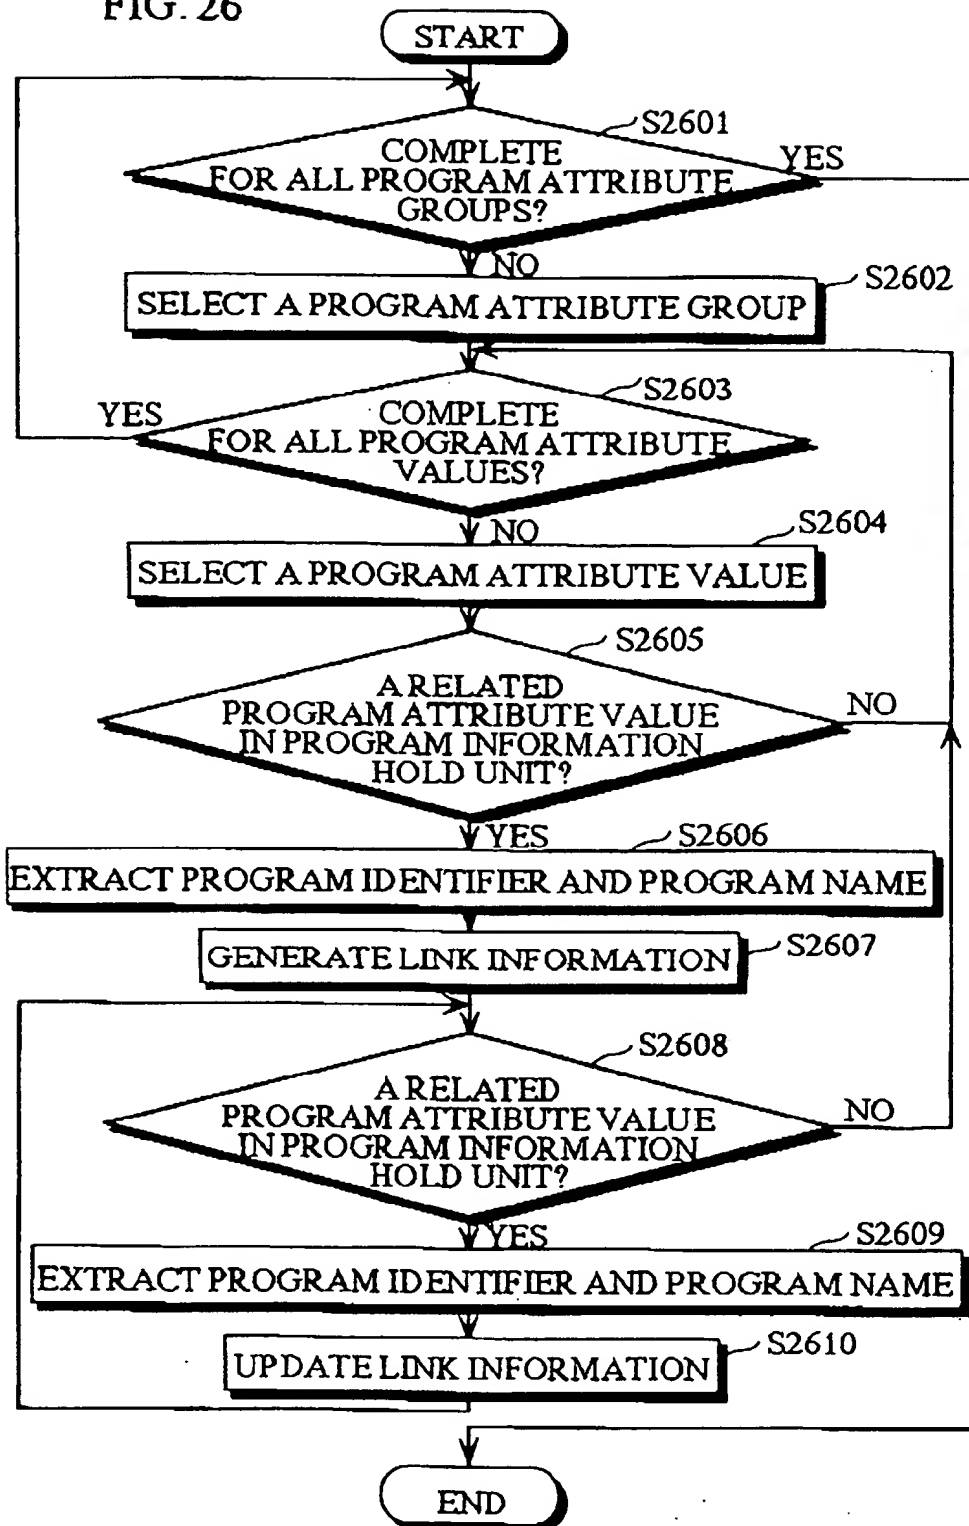 FIG. 26
START
S2601
COMPLETE
FOR ALL PROGRAM ATTRIBUTE
GROUPS?
YES
NO
S2602
SELECT A PROGRAM ATTRIBUTE GROUP
S2603
YES
COMPLETE
FOR ALL PROGRAM ATTRIBUTE
VALUES?
NO
S2604
SELECT A PROGRAM ATTRIBUTE VALUE
S2605
A RELATED
PROGRAM ATTRIBUTE VALUE
IN PROGRAM INFORMATION
HOLD UNIT?
NO
YES
S2606
EXTRACT PROGRAM IDENTIFIER AND PROGRAM NAME
GENERATE LINK INFORMATION
S2607
S2608
A RELATED
PROGRAM ATTRIBUTE VALUE
IN PROGRAM INFORMATION
HOLD UNIT?
NO
YES
S2609
EXTRACT PROGRAM IDENTIFIER AND PROGRAM NAME
UPDATE LINK INFORMATION
S2610
END